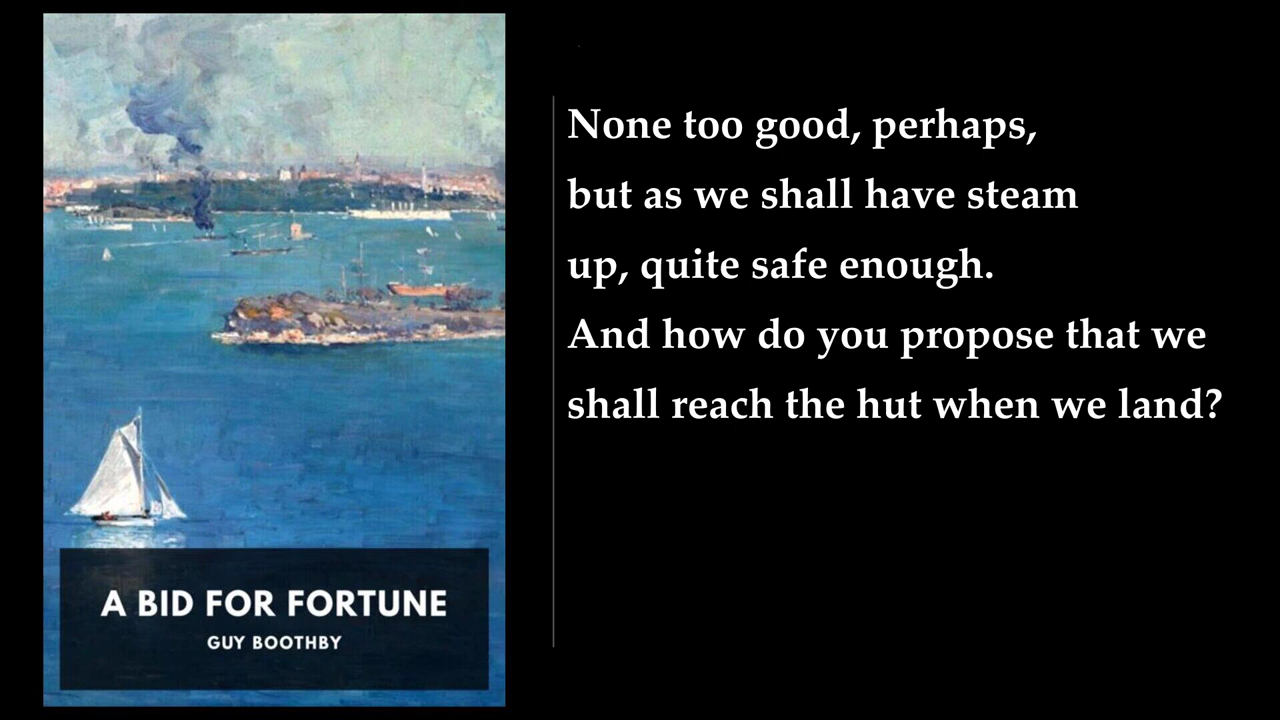 None too good, perhaps,
but as we shall have steam
up, quite safe enough.
And how do you propose that we
shall reach the hut when we land?
A BID FOR FORTUNE
GUY BOOTHBY